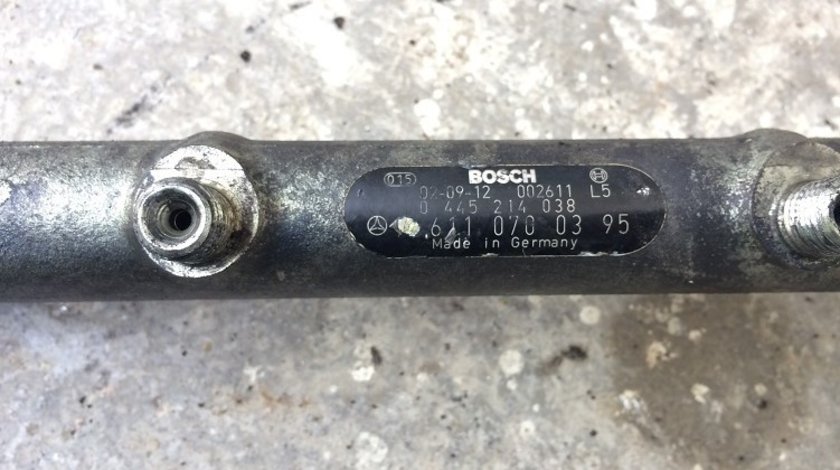 015 BOSCH
02-09-12 002611 L5
0 445 214 038
611 070 03 95
Made in Germany